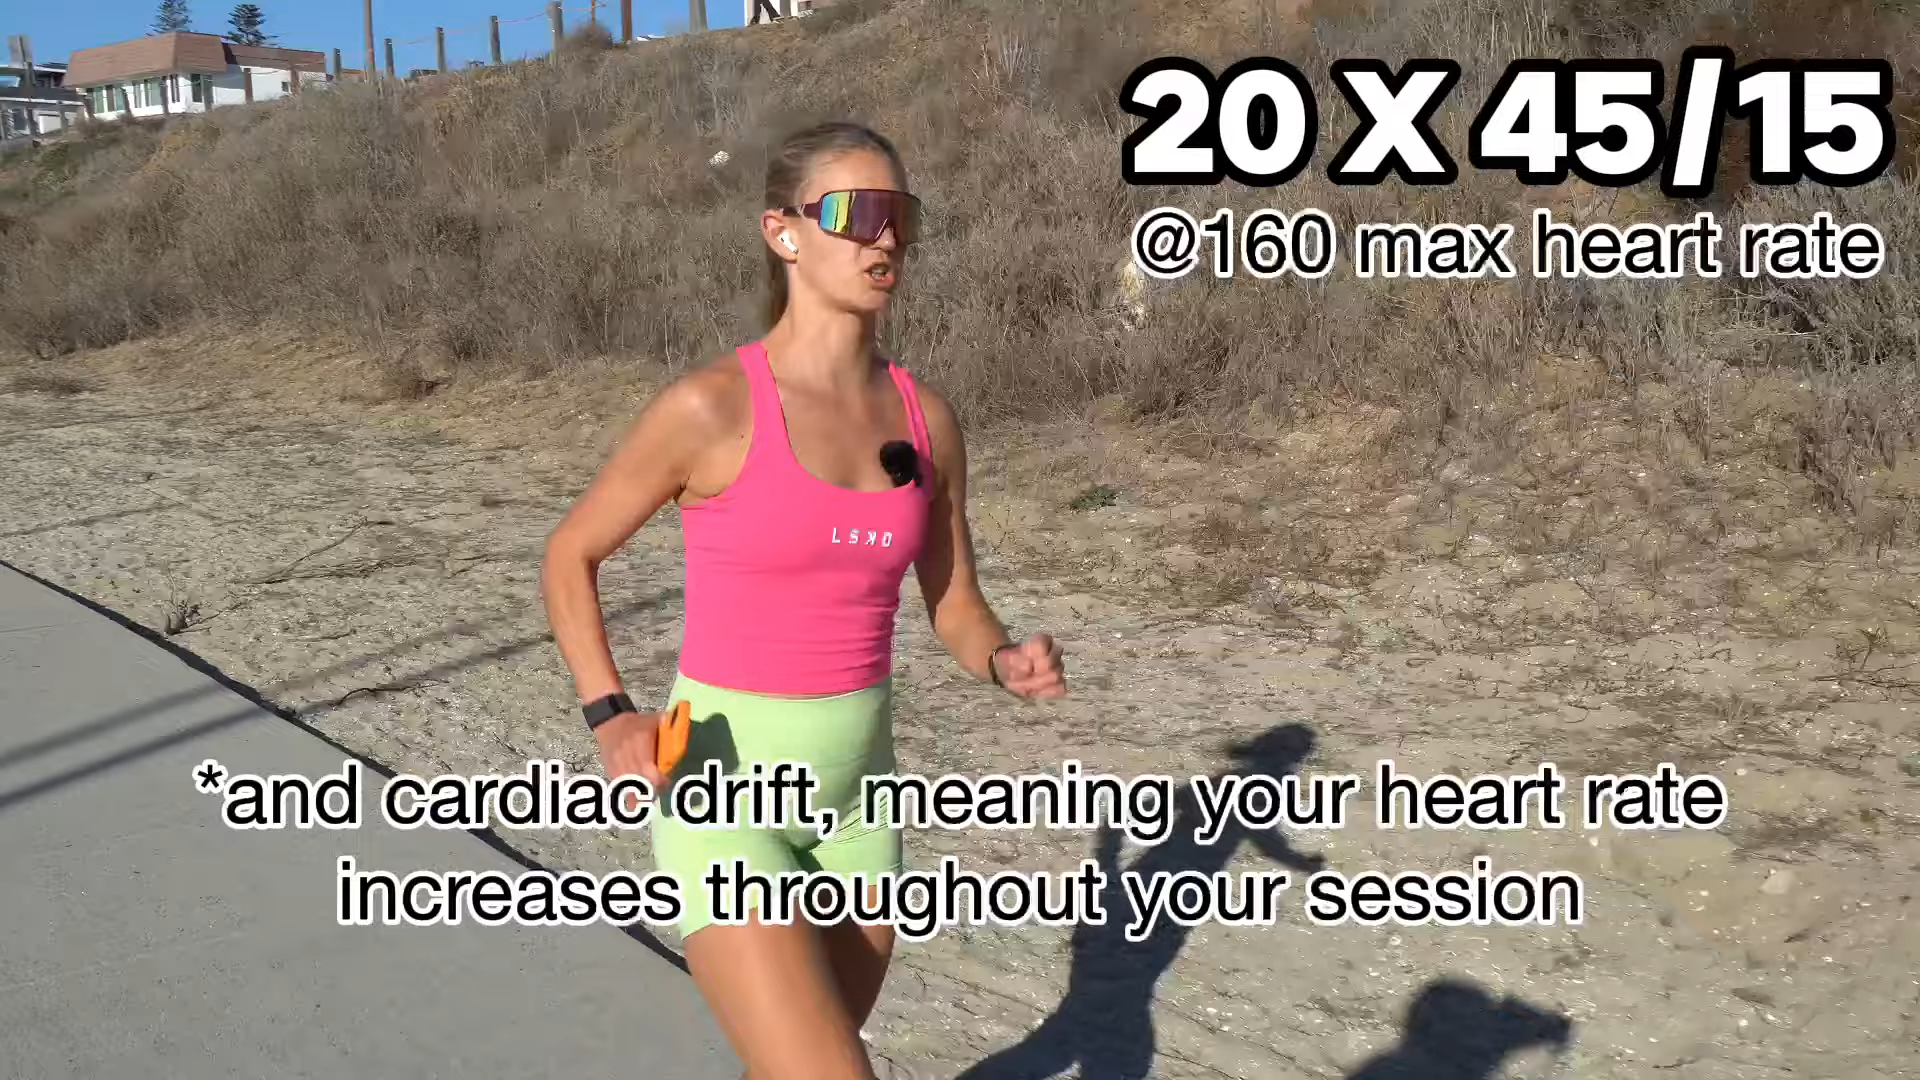 20 X 45/15
@160 max heart rate
LSKD
*and cardiac drift, meaning your heart rate
increases throughout your session